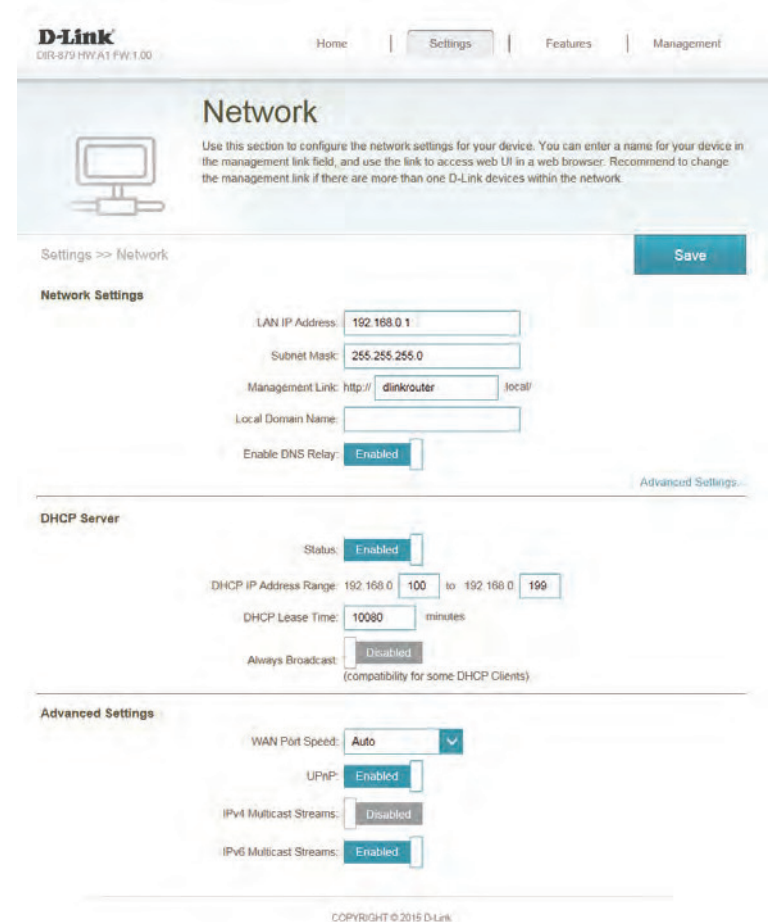 D-Link
DIR-879 HW:A1 FW:1.00
Home | Settings | Features | Management
Network
Use this section to configure the network settings for your device. You can enter a name for your device in
the management link field, and use the link to access web UI in a web browser. Recommend to change
the management link if there are more than one D-Link devices within the network.
Settings >> Network
Save
Network Settings
LAN IP Address: 192.168.0.1
Subnet Mask: 255.255.255.0
Management Link: http:// dlinkrouter .local/
Local Domain Name:
Enable DNS Relay: Enabled
Advanced Settings...
DHCP Server
Status: Enabled
DHCP IP Address Range: 192.168.0 100 to 192.168.0 199
DHCP Lease Time: 10080 minutes
Always Broadcast: Disabled
(compatibility for some DHCP Clients)
Advanced Settings
WAN Port Speed: Auto
UPnP: Enabled
IPv4 Multicast Streams: Disabled
IPv6 Multicast Streams: Enabled
COPYRIGHT © 2015 D-Link